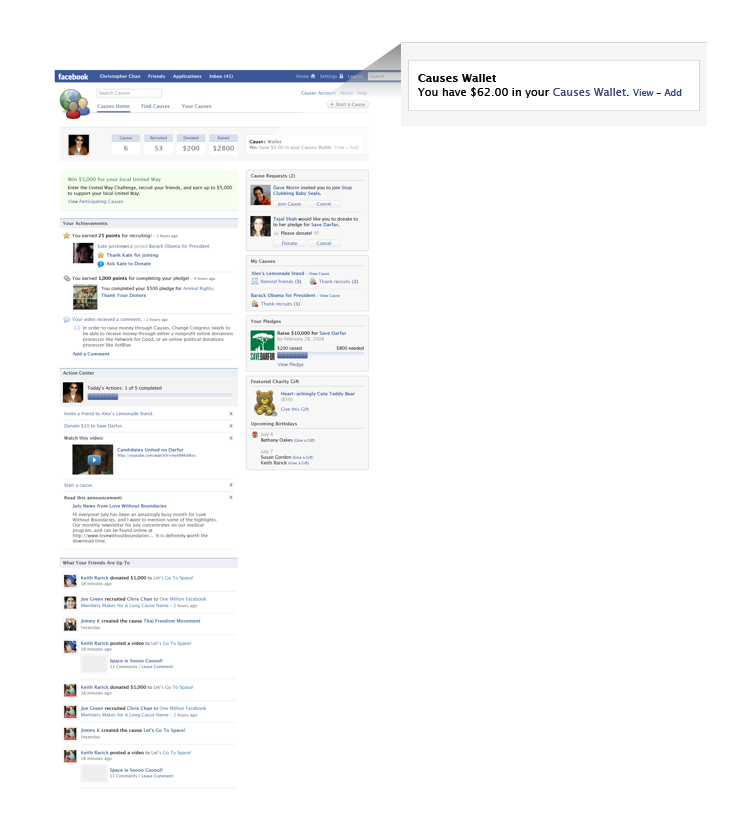 facebook Christopher Chan Friends Applications Inbox (41) Home Settings Logout Search
Search Causes
Causes Account About Help
Causes Home Find Causes Your Causes
+ Start a Cause
Causes Recruited Donated Raised
6 53 $200 $2800
Causes Wallet
You have $5.00 in your Causes Wallet. View – Add
Causes Wallet
You have $62.00 in your Causes Wallet. View – Add
Win $5,000 for your local United Way
Enter the United Way Challenge, recruit your friends, and earn up to $5,000
to support your local United Way.
View Participating Causes
Your Achievements
You earned 25 points for recruiting! – 2 hours ago
Kate Jurckiewicz joined Barack Obama for President
Thank Kate for Joining
Ask Kate to Donate
You earned 1,000 points for completing your pledge! – 4 hours ago
You completed your $500 pledge for Animal Rights.
Thank Your Donors
Your video received a comment. – 2 hours ago
In order to raise money through Causes, Change Congress needs to
be able to receive money through either a nonprofit online donations
processor like Network for Good, or an online political donations
processor like ActBlue
Add a Comment
Action Center
Today's Actions: 1 of 5 completed
Invite a friend to Alex's Lemonade Stand. x
Donate $10 to Save Darfur. x
Watch this video: x
Candidates United on Darfur
Start a cause. x
Read this announcement: x
July News from Love Without Boundaries
Hi everyone! July has been an amazingly busy month for Love
Without Boundaries, and I want to mention some of the highlights.
Our monthly newsletter for July concentrates on our medical
program, and can be found online at
http://www.lovewithoutboundaries... It is definitely worth the
download time.
What Your Friends Are Up To
Keith Rarick donated $1,000 to Let's Go To Space!
18 minutes ago
Joe Green recruited Chris Chan to One Million Facebook
Members Makes for A Long Cause Name – 2 hours ago
Jimmy K created the cause Thai Freedom Movement
Yesterday
Keith Rarick posted a video to Let's Go To Space!
18 minutes ago
Space is Soooo Cooool!
13 Comments | Leave Comment
Keith Rarick donated $1,000 to Let's Go To Space!
18 minutes ago
Joe Green recruited Chris Chan to One Million Facebook
Members Makes for A Long Cause Name – 2 hours ago
Jimmy K created the cause Let's Go To Space!
Yesterday
Keith Rarick posted a video to Let's Go To Space!
18 minutes ago
Space is Soooo Cooool!
13 Comments | Leave Comment
Cause Requests (2)
Dave Morin invited you to join Stop
Clubbing Baby Seals.
Join Cause Cancel
Tejal Shah would like you to donate to
to her pledge for Save Darfur.
Please donate!
Donate Cancel
My Causes
Alex's Lemonade Stand – View Cause
Remind friends (3) Thank recruits (2)
Barack Obama for President – View Cause
Thank recruits (1)
Your Pledges
SAVEDARFUR
Raise $10,000 for Save Darfur
by February 28, 2008
$200 raised $800 needed
View Pledge
Featured Charity Gift
Heart-achingly Cute Teddy Bear
($50)
Give this Gift
Upcoming Birthdays
July 4
Bethany Oakes (Give a Gift)
July 7
Susan Gordon (Give a Gift)
Keith Rarick (Give a Gift)